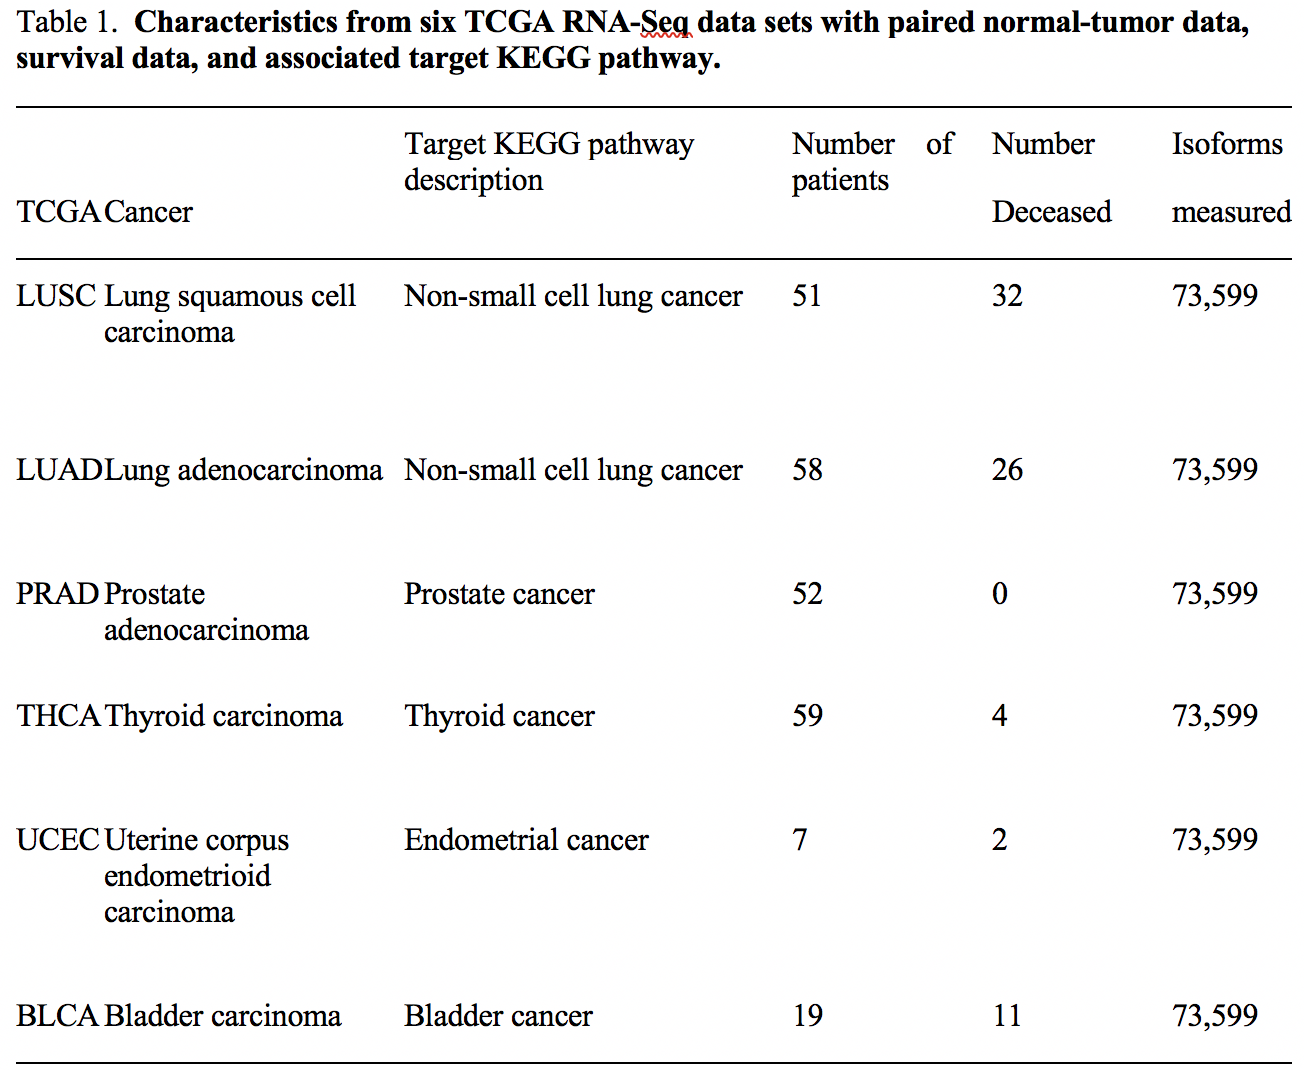 Table 1. Characteristics from six TCGA RNA-Seq data sets with paired normal-tumor data,
survival data, and associated target KEGG pathway.
TCGA Cancer Target KEGG pathway description Number of patients Number Deceased Isoforms measured
LUSC Lung squamous cell Non-small cell lung cancer 51 32 73,599
carcinoma
LUAD Lung adenocarcinoma Non-small cell lung cancer 58 26 73,599
PRAD Prostate Prostate cancer 52 0 73,599
adenocarcinoma
THCA Thyroid carcinoma Thyroid cancer 59 4 73,599
UCEC Uterine corpus Endometrial cancer 7 2 73,599
endometrioid
carcinoma
BLCA Bladder carcinoma Bladder cancer 19 11 73,599